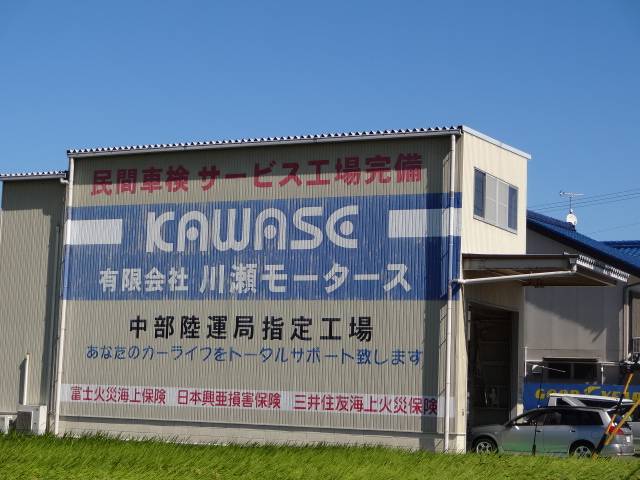 民間車検 サービス工場完備
KAWASE
有限会社 川瀬モータース
中部陸運局指定工場
あなたのカーライフをトータルサポート致します
富士火災海上保険 日本興亜損害保険 三井住友海上火災保険